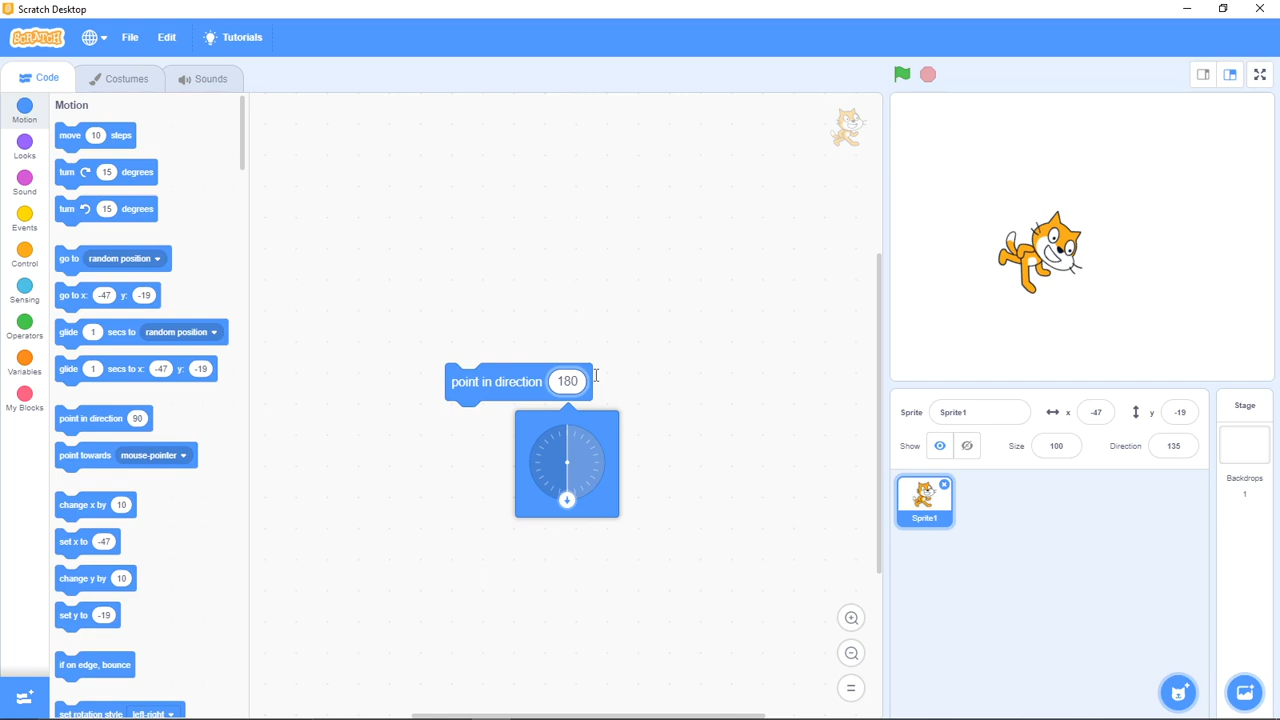 Scratch Desktop
SCRATCH File Edit Tutorials
Code Costumes Sounds
Motion
Looks
Sound
Events
Control
Sensing
Operators
Variables
My Blocks
Motion
move 10 steps
turn 15 degrees
turn 15 degrees
go to random position
go to x: -47 y: -19
glide 1 secs to random position
glide 1 secs to x: -47 y: -19
point in direction 90
point towards mouse-pointer
change x by 10
set x to -47
change y by 10
set y to -19
if on edge, bounce
set rotation style left-right
point in direction 180
Sprite Sprite1 x -47 y -19
Show Size 100 Direction 135
Sprite1
Stage
Backdrops
1